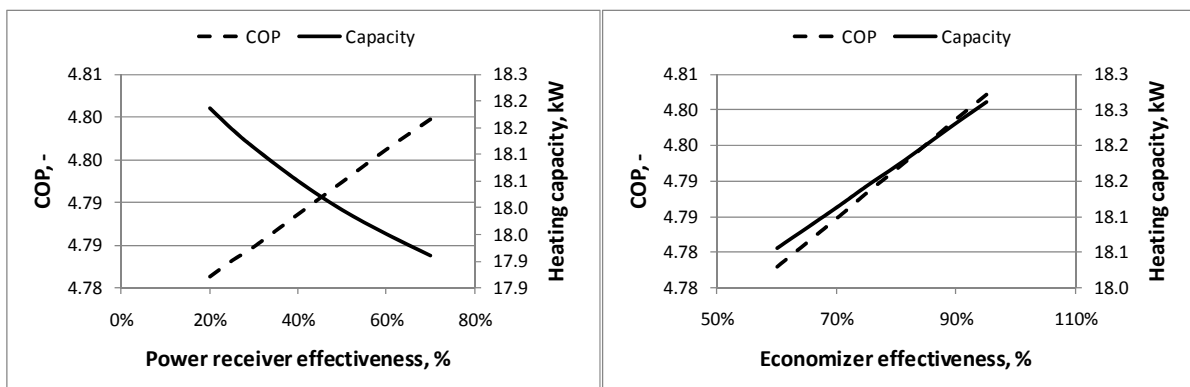 COP Capacity
4.81
4.80
4.80
4.79
4.79
4.78
COP, -
18.3
18.2
18.2
18.1
18.1
18.0
18.0
17.9
17.9
Heating capacity, kW
0% 20% 40% 60% 80%
Power receiver effectiveness, %
COP Capacity
4.81
4.80
4.80
4.79
4.79
4.78
4.78
COP, -
18.3
18.3
18.2
18.2
18.1
18.1
18.0
Heating capacity, kW
50% 70% 90% 110%
Economizer effectiveness, %